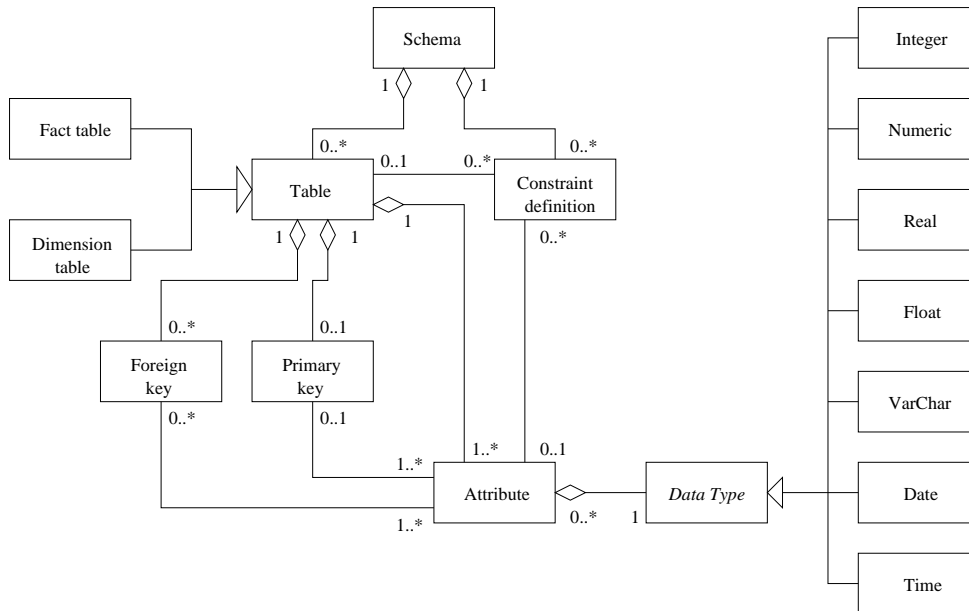 Schema
Integer
1
1
Fact table
Numeric
0..*
0..1
0..*
0..*
Table
Constraint
definition
Real
1
1
1
0..*
Dimension
table
0..*
0..1
Float
Foreign
key
Primary
key
0..*
0..1
VarChar
1..*
1..*
0..1
Attribute
Data Type
Date
1..*
0..*
1
Time